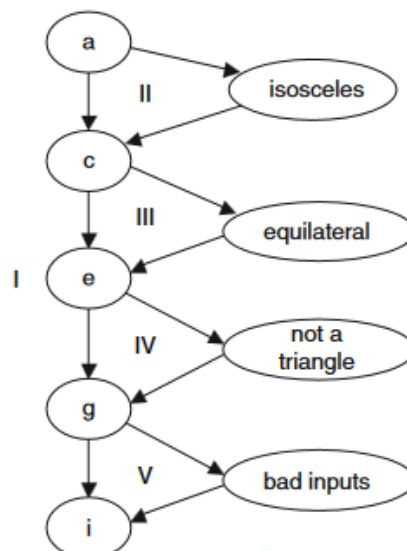 a
II
isosceles
c
III
equilateral
I
e
IV
not a
triangle
g
V
bad inputs
i